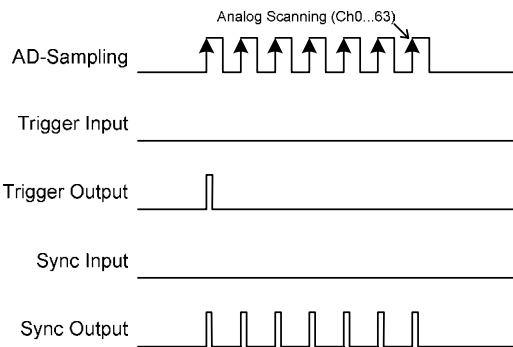 Analog Scanning (Ch0...63)
AD-Sampling
Trigger Input
Trigger Output
Sync Input
Sync Output